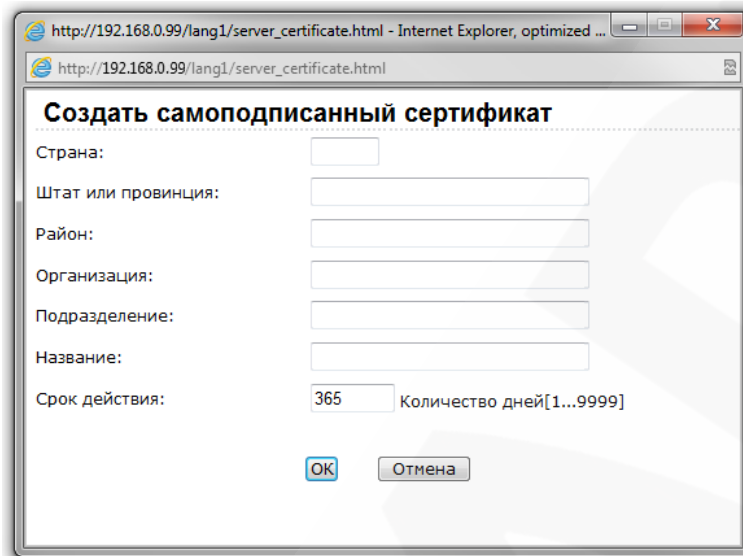 http://192.168.0.99/lang1/server_certificate.html - Internet Explorer, optimized ...
http://192.168.0.99/lang1/server_certificate.html
Создать самоподписанный сертификат
Страна:
Штат или провинция:
Район:
Организация:
Подразделение:
Название:
Срок действия: 365 Количество дней[1...9999]
OK Отмена